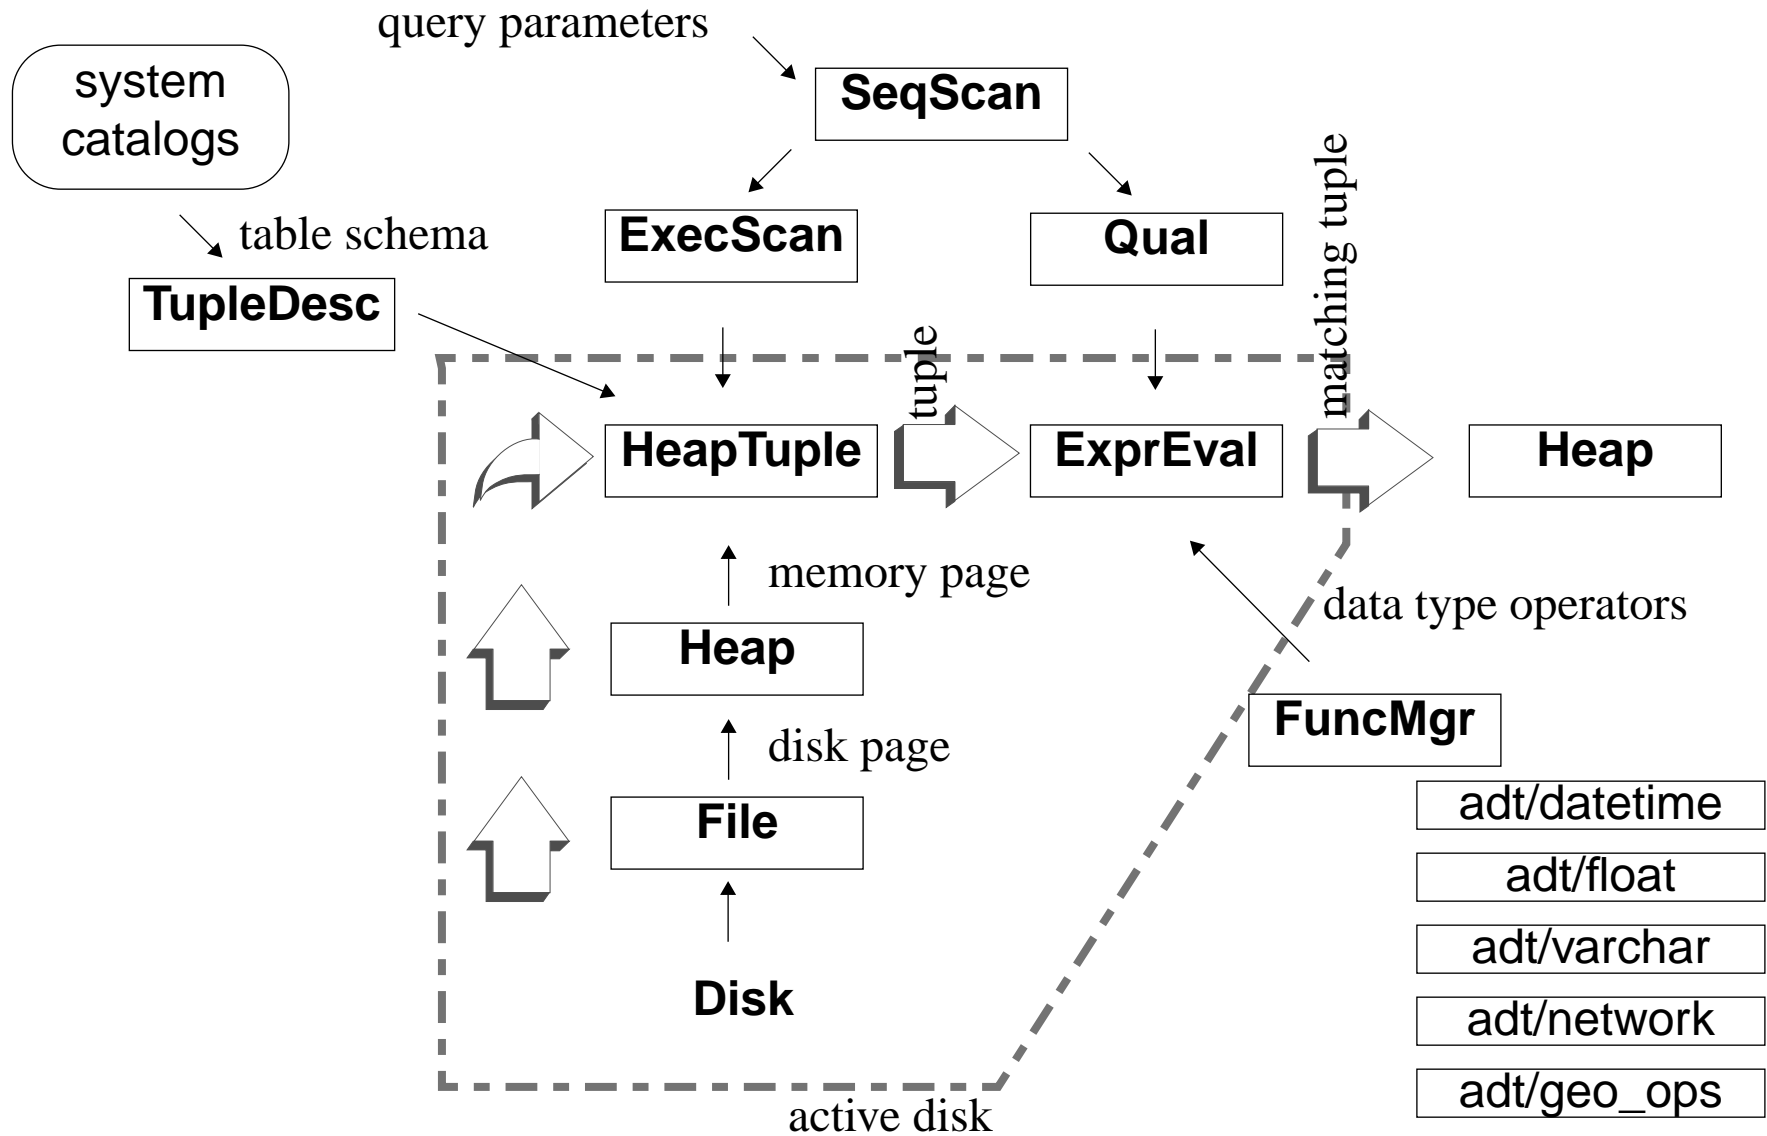 query parameters
system
catalogs
SeqScan
table schema
ExecScan
Qual
matching tuple
TupleDesc
tuple
HeapTuple
ExprEval
Heap
memory page
data type operators
Heap
FuncMgr
disk page
File
adt/datetime
adt/float
adt/varchar
Disk
adt/network
adt/geo_ops
active disk